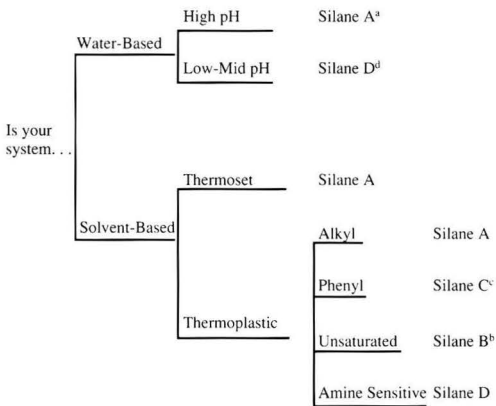 High pH Silane Aᵃ
Water-Based
Low-Mid pH Silane Dᵈ
Is your
system. . .
Thermoset Silane A
Solvent-Based
Alkyl Silane A
Phenyl Silane Cᶜ
Thermoplastic
Unsaturated Silane Bᵇ
Amine Sensitive Silane D